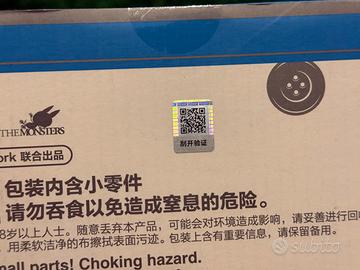 THEMONSTERS
刮开验证
ork 联合出品
包装内含小零件
请勿吞食以免造成窒息的危险。
8岁以上人士。随意丢弃本产品，可能会对环境造成影响，请妥善进行回
用柔软洁净的布擦拭表面污迹。包装上含有重要信息，请保留备用。
mall parts! Choking hazard.
subito